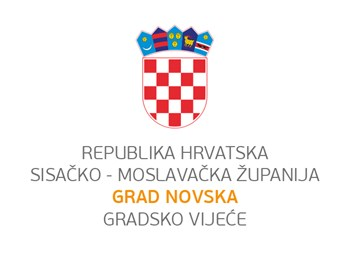 REPUBLIKA HRVATSKA
SISAČKO - MOSLAVAČKA ŽUPANIJA
GRAD NOVSKA
GRADSKO VIJEĆE